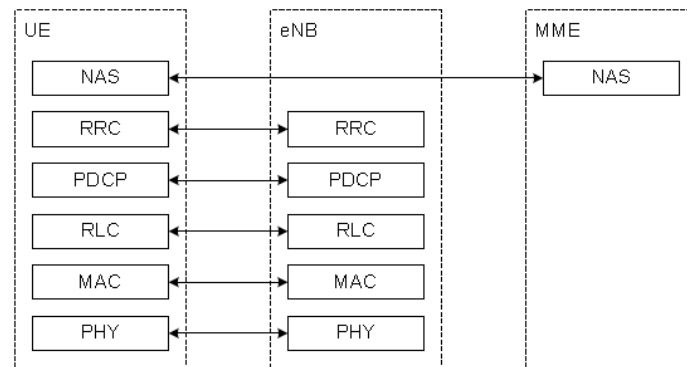 UE eNB MME
NAS NAS
RRC RRC
PDCP PDCP
RLC RLC
MAC MAC
PHY PHY